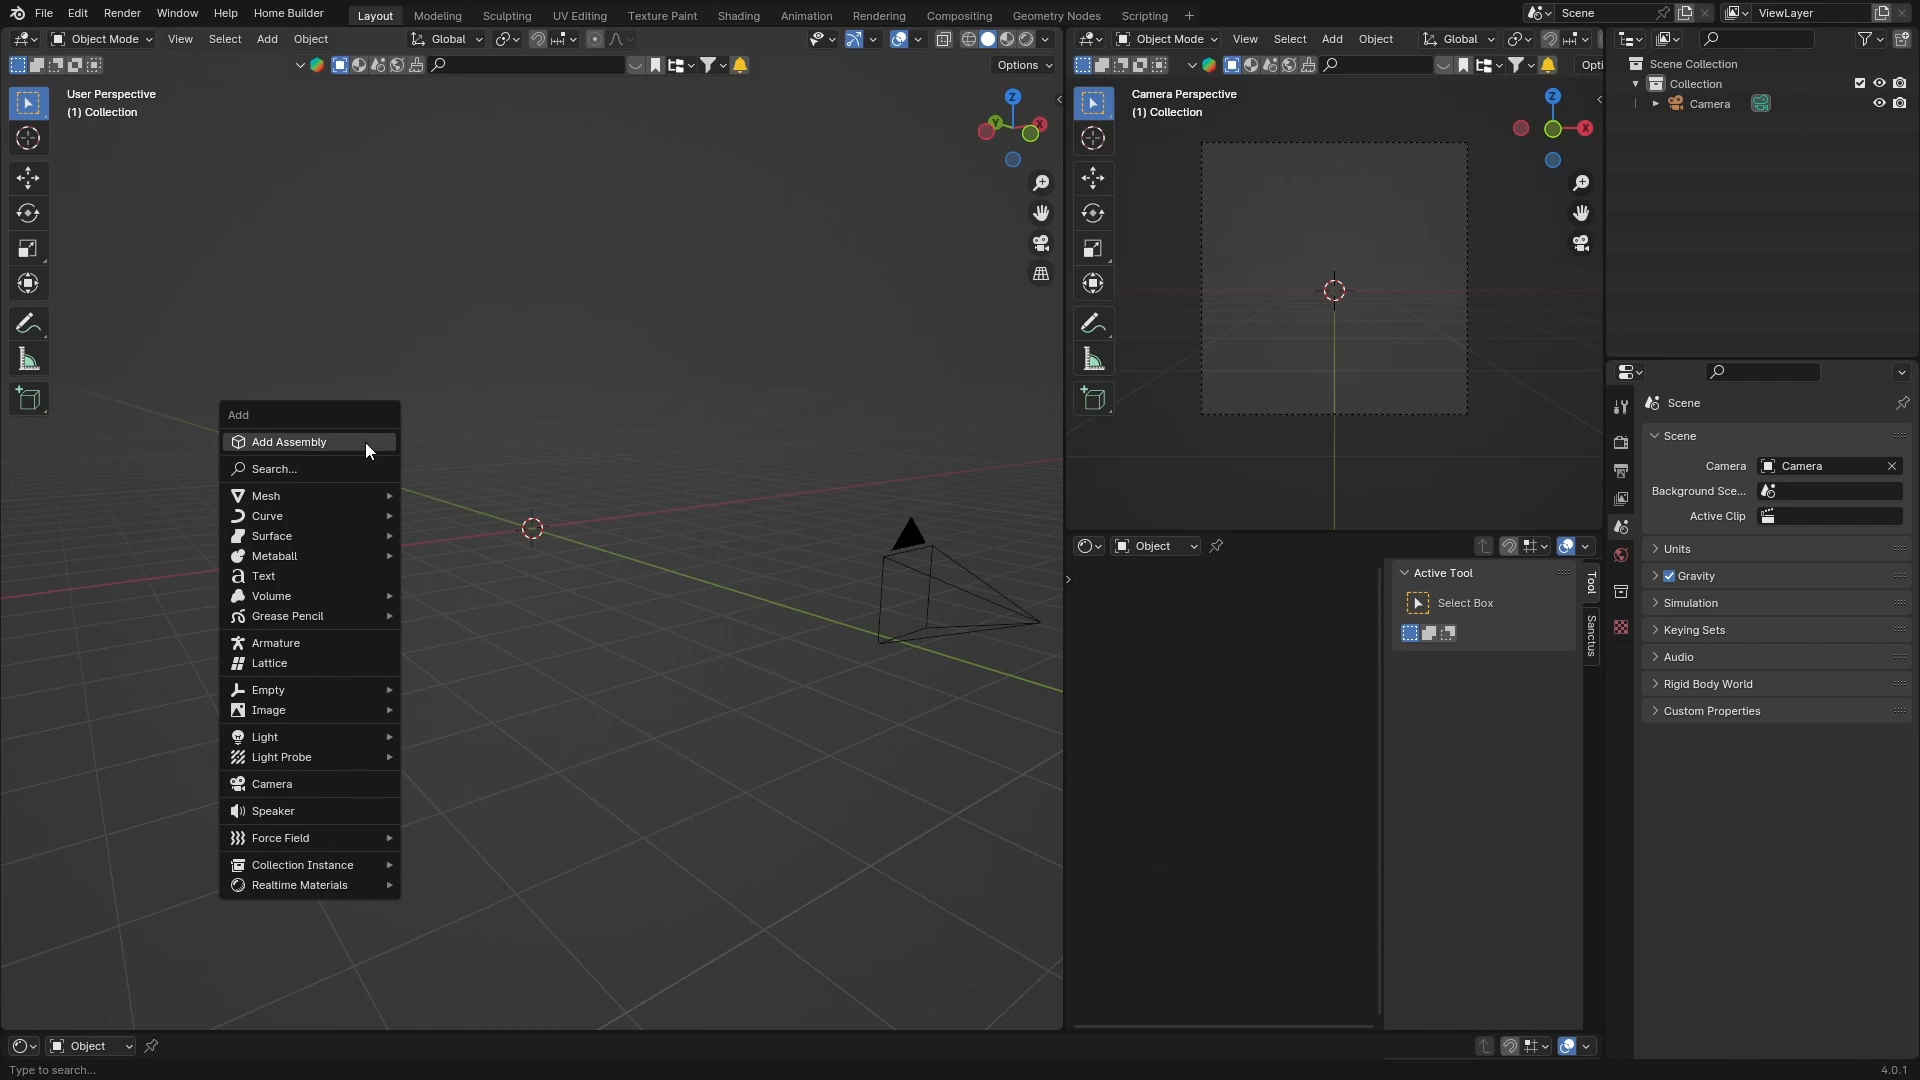 File Edit Render Window Help Home Builder Layout Modeling Sculpting UV Editing Texture Paint Shading Animation Rendering Compositing Geometry Nodes Scripting + Scene ViewLayer
Object Mode View Select Add Object Global
Options
User Perspective
(1) Collection
Z
Y
X
Add
Add Assembly
Search...
Mesh
Curve
Surface
Metaball
Text
Volume
Grease Pencil
Armature
Lattice
Empty
Image
Light
Light Probe
Camera
Speaker
Force Field
Collection Instance
Realtime Materials
Object Mode View Select Add Object Global
Opti
Camera Perspective
(1) Collection
Z
X
Object
Active Tool
Select Box
Tool
Sanctus
Scene Collection
Collection
Camera
Scene
Scene
Camera Camera
Background Sce...
Active Clip
Units
Gravity
Simulation
Keying Sets
Audio
Rigid Body World
Custom Properties
Object
Type to search...
4.0.1